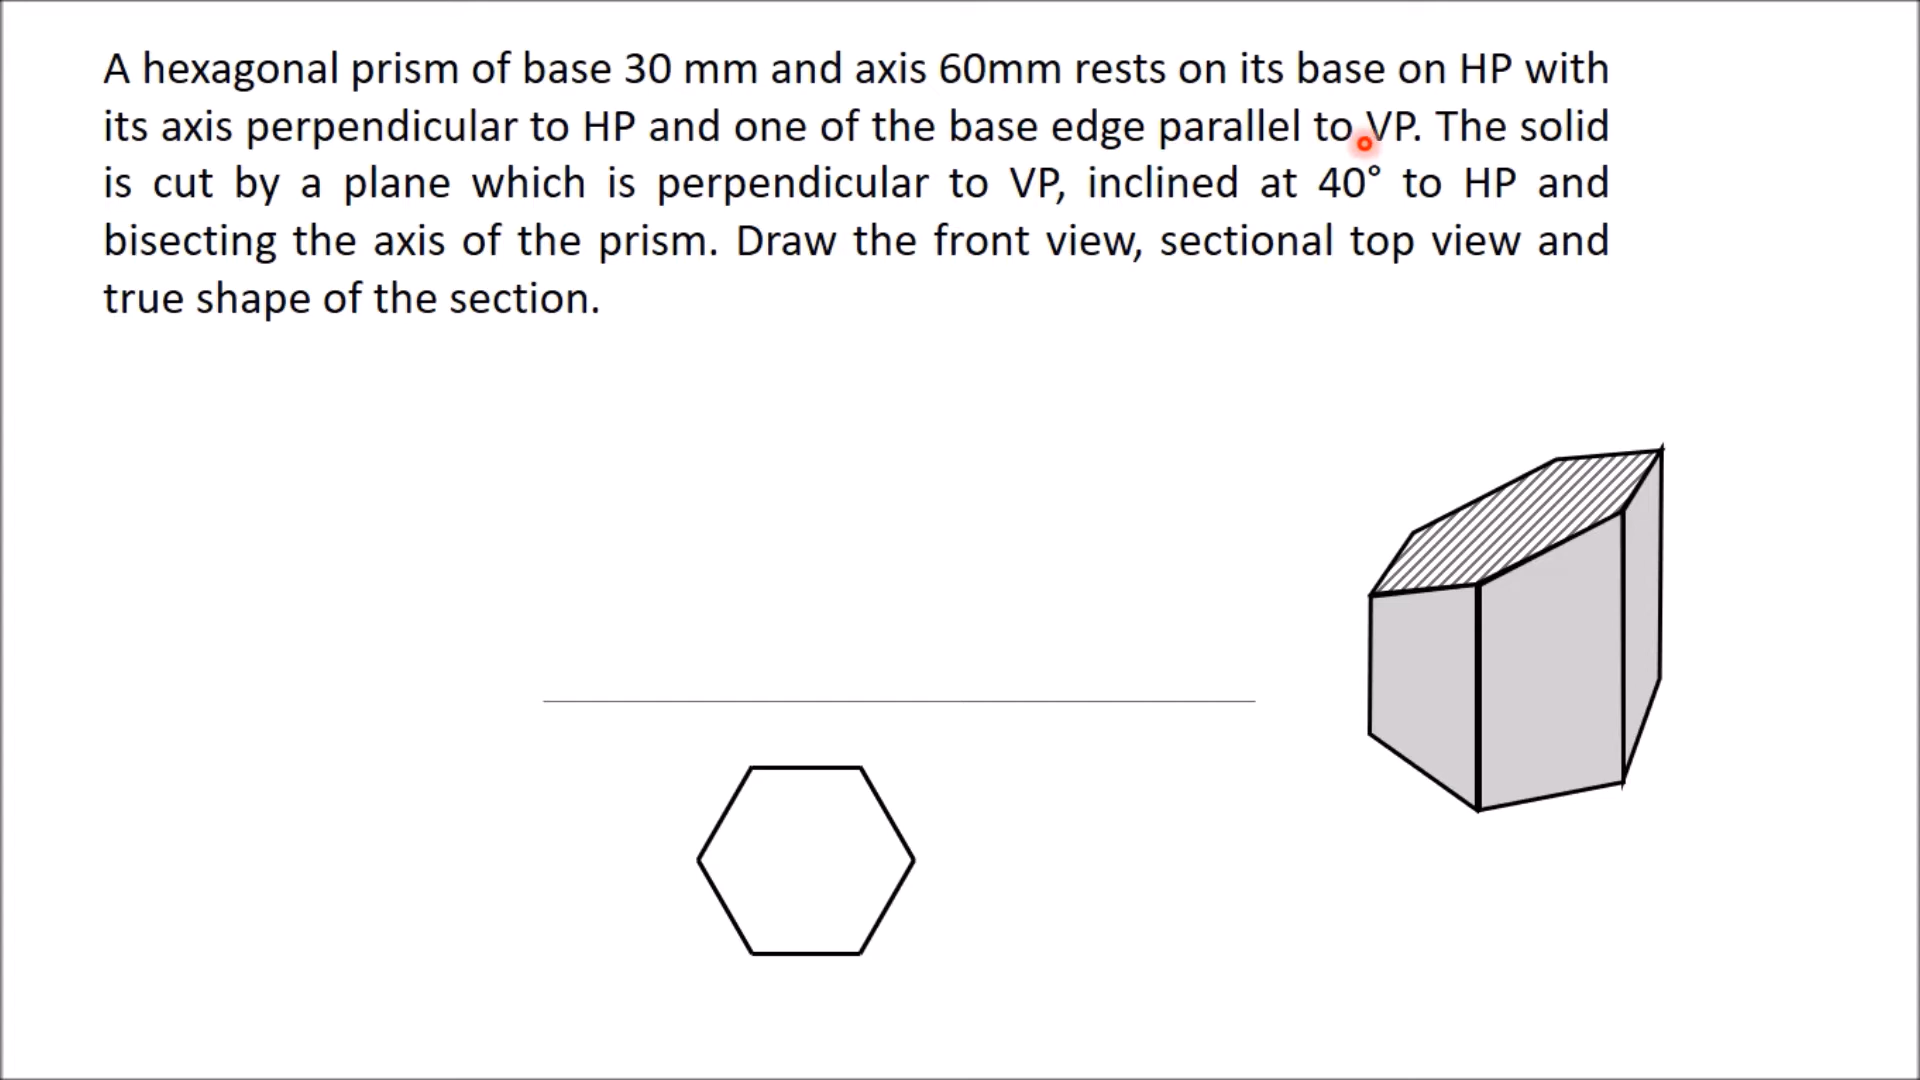 A hexagonal prism of base 30 mm and axis 60mm rests on its base on HP with
its axis perpendicular to HP and one of the base edge parallel to VP. The solid
is cut by a plane which is perpendicular to VP, inclined at 40° to HP and
bisecting the axis of the prism. Draw the front view, sectional top view and
true shape of the section.